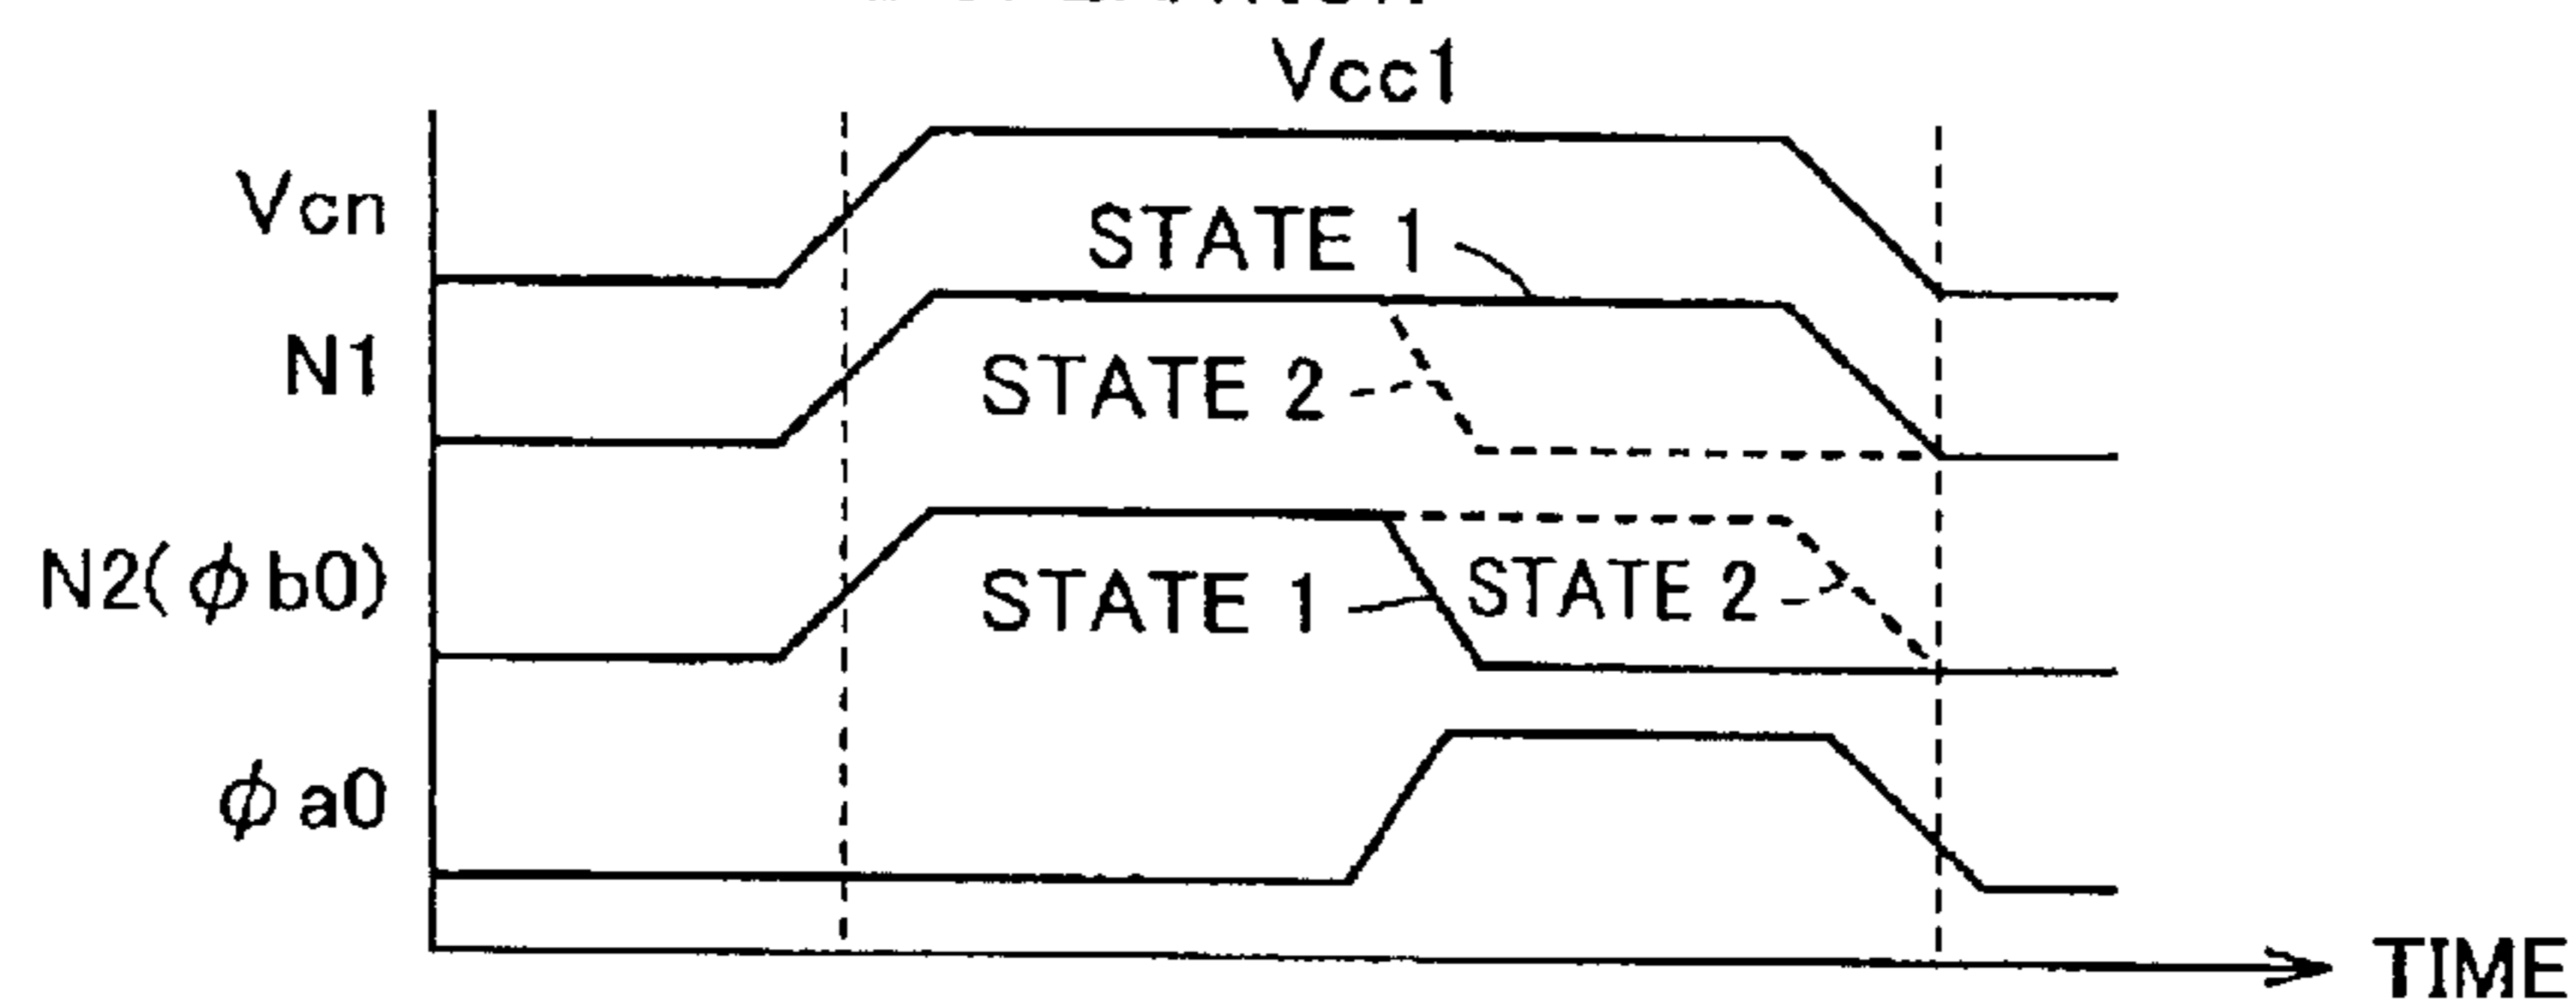 Vcc1
Vcn
STATE 1
N1
STATE 2
N2(φb0)
STATE 1
STATE 2
φa0
TIME